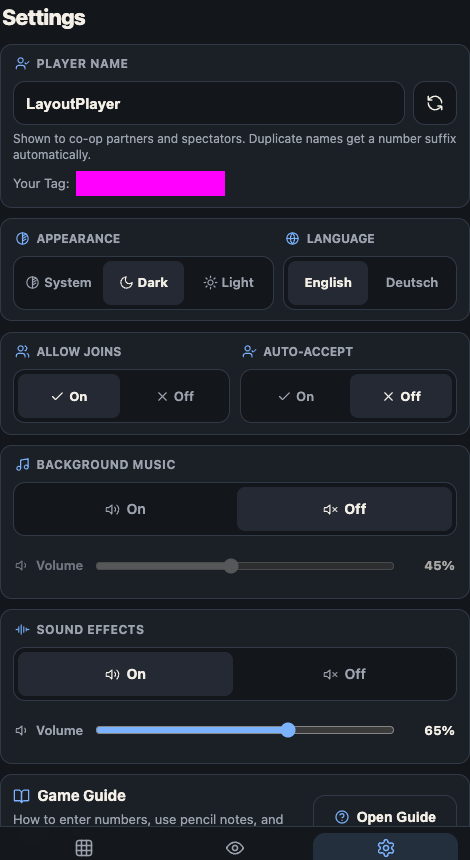 Settings
PLAYER NAME
LayoutPlayer
Shown to co-op partners and spectators. Duplicate names get a number suffix
automatically.
Your Tag:
APPEARANCE
LANGUAGE
System Dark Light
English Deutsch
ALLOW JOINS
AUTO-ACCEPT
On Off
On Off
BACKGROUND MUSIC
On Off
Volume 45%
SOUND EFFECTS
On Off
Volume 65%
Game Guide
How to enter numbers, use pencil notes, and
Open Guide